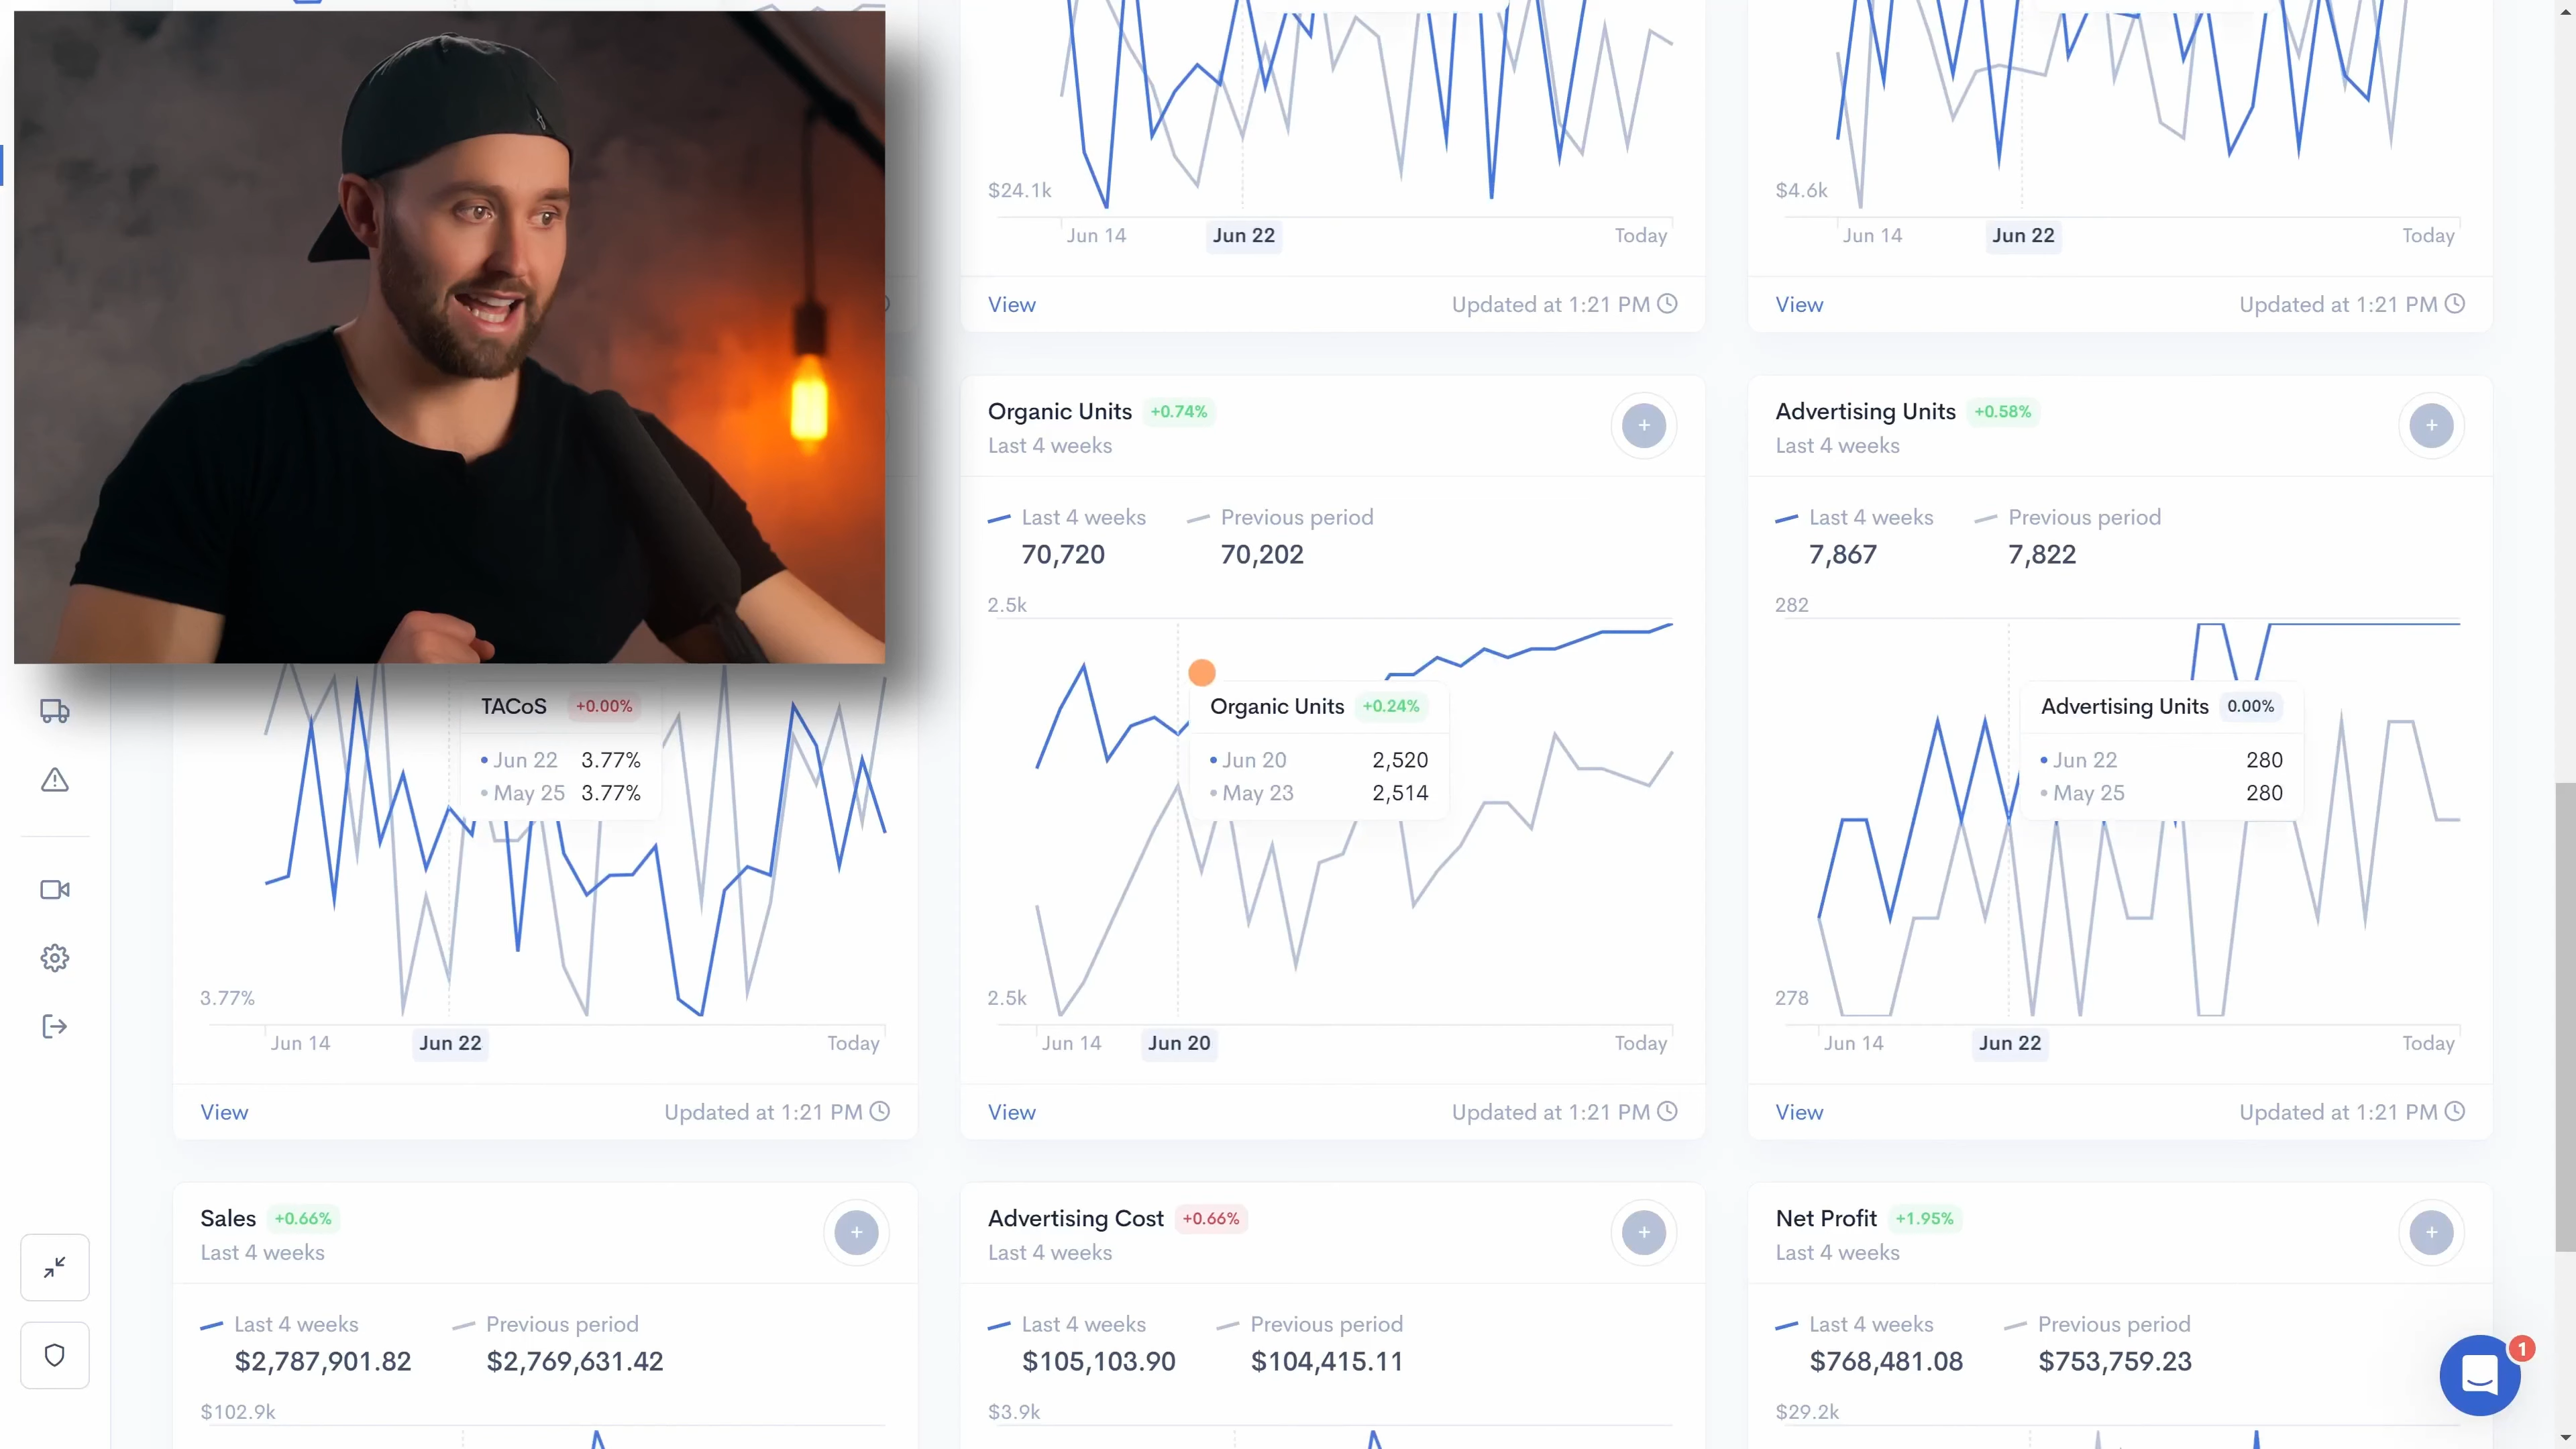 $24.1k
Jun 14 Jun 22 Today
View Updated at 1:21 PM
$4.6k
Jun 14 Jun 22 Today
View Updated at 1:21 PM
TACoS +0.00%
Jun 22 3.77%
May 25 3.77%
3.77%
Jun 14 Jun 22 Today
View Updated at 1:21 PM
Organic Units +0.74%
Last 4 weeks
Last 4 weeks Previous period
70,720 70,202
2.5k
Organic Units +0.24%
Jun 20 2,520
May 23 2,514
2.5k
Jun 14 Jun 20 Today
View Updated at 1:21 PM
Advertising Units +0.58%
Last 4 weeks
Last 4 weeks Previous period
7,867 7,822
282
Advertising Units 0.00%
Jun 22 280
May 25 280
278
Jun 14 Jun 22 Today
View Updated at 1:21 PM
Sales +0.66%
Last 4 weeks
Last 4 weeks Previous period
$2,787,901.82 $2,769,631.42
$102.9k
Advertising Cost +0.66%
Last 4 weeks
Last 4 weeks Previous period
$105,103.90 $104,415.11
$3.9k
Net Profit +1.95%
Last 4 weeks
Last 4 weeks Previous period
$768,481.08 $753,759.23
$29.2k
1